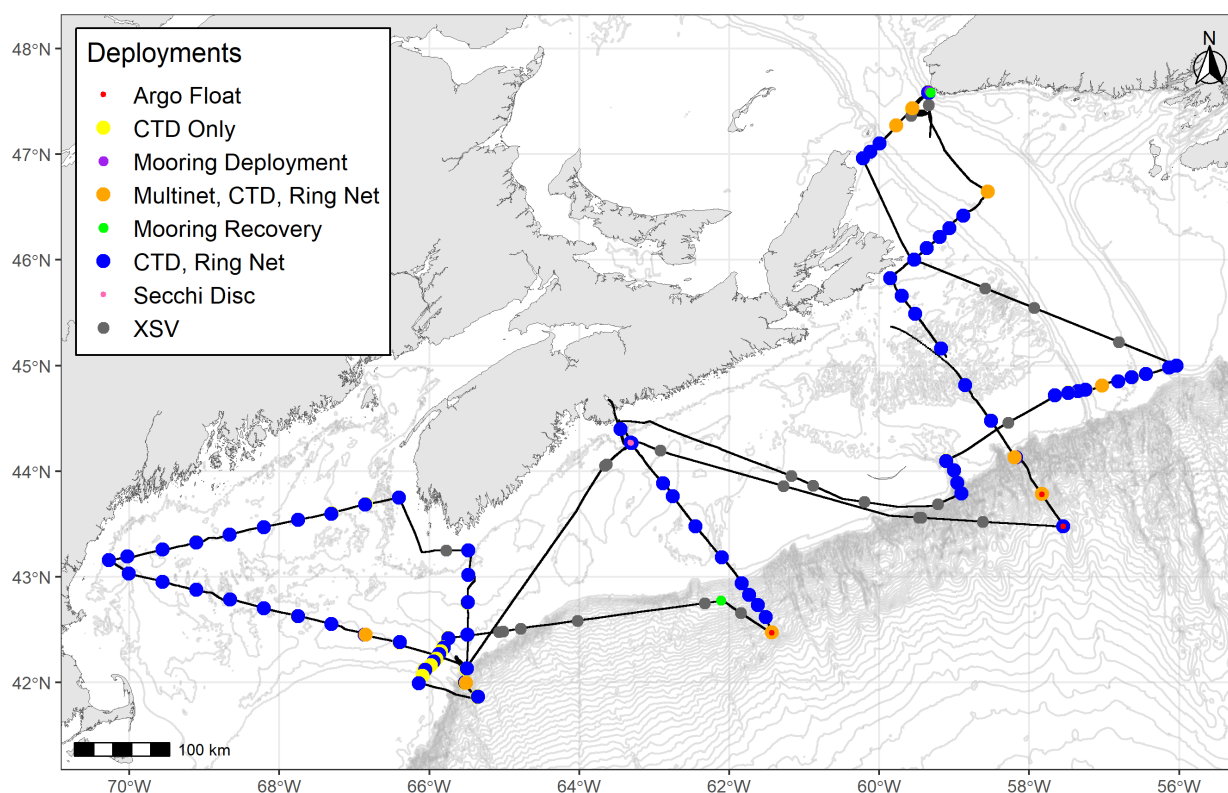 Deployments
Argo Float
CTD Only
Mooring Deployment
Multinet, CTD, Ring Net
Mooring Recovery
CTD, Ring Net
Secchi Disc
XSV
N
48°N
47°N
46°N
45°N
44°N
43°N
42°N
100 km
70°W 68°W 66°W 64°W 62°W 60°W 58°W 56°W